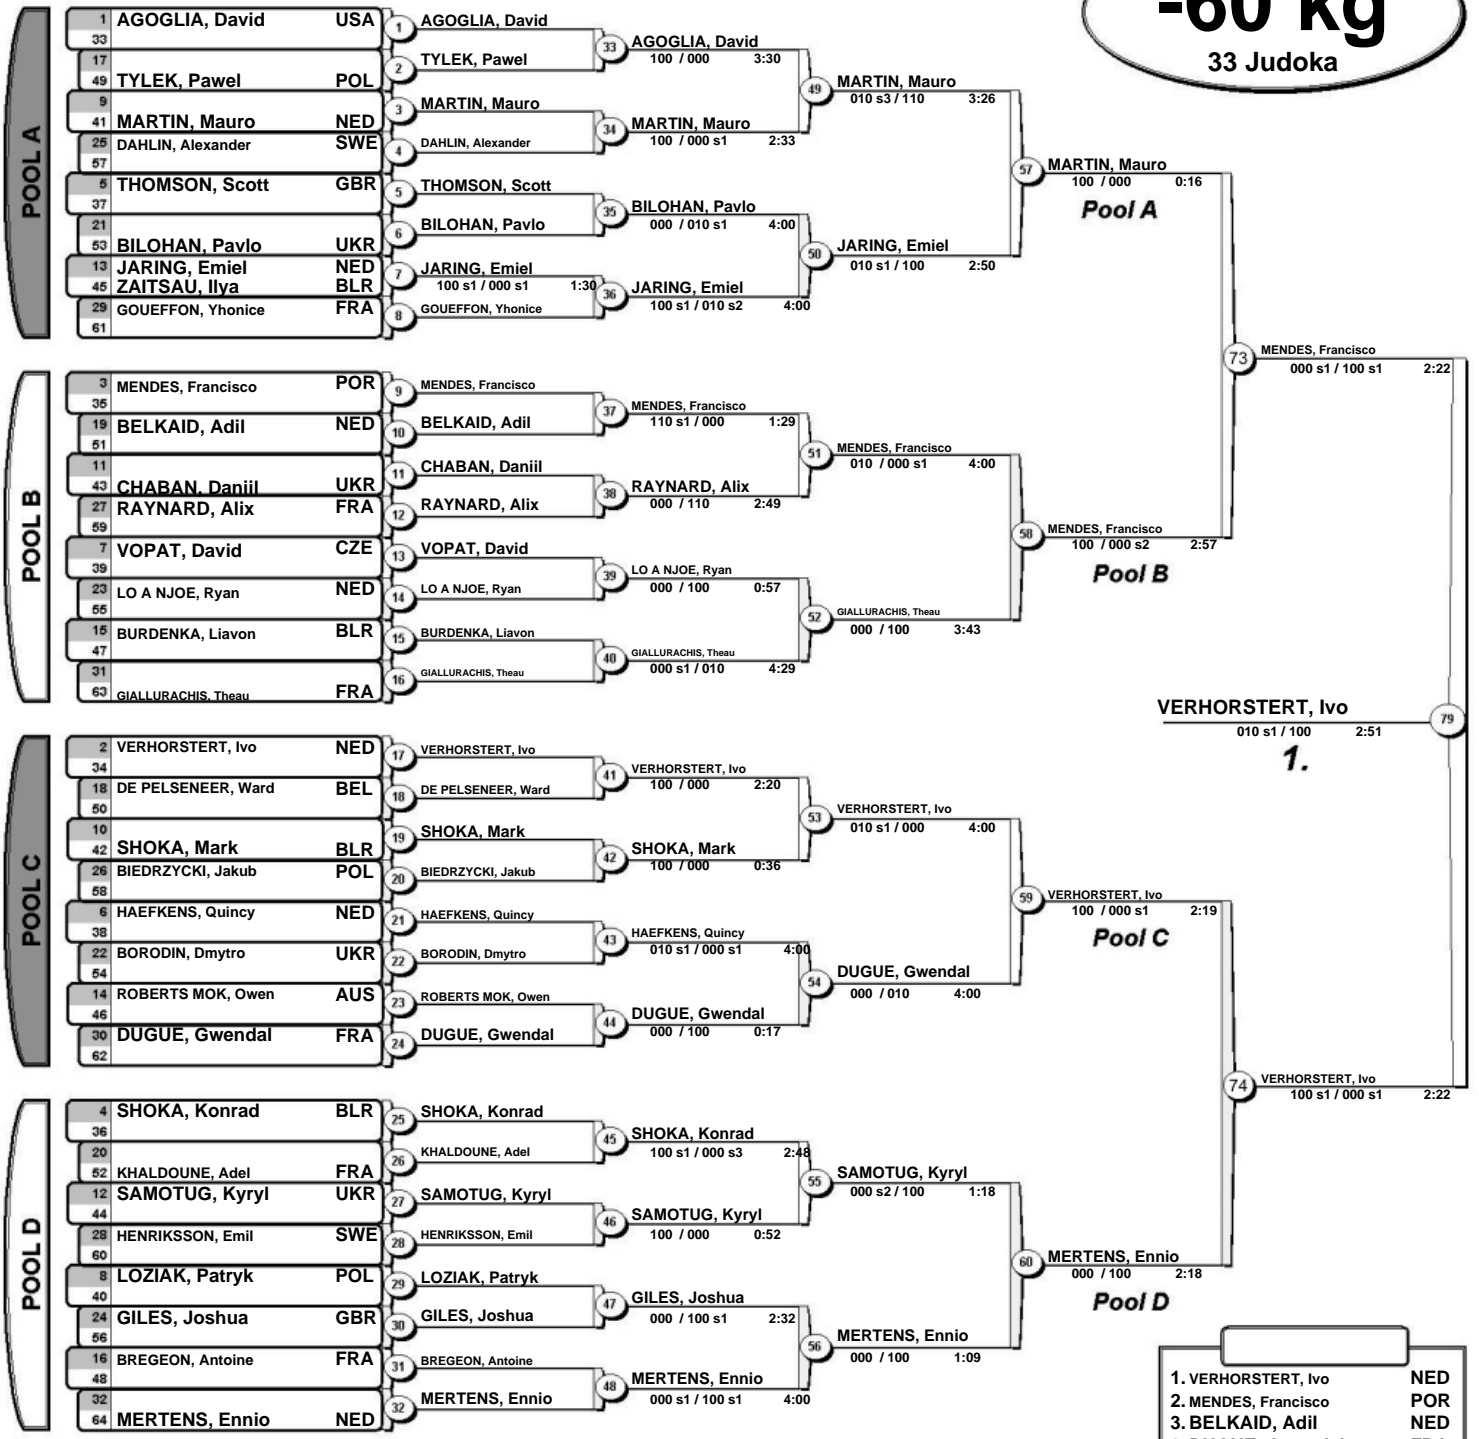 -60 kg
33 Judoka
POOL A
1 AGOGLIA, David USA
33
17
49 TYLEK, Pawel POL
9
41 MARTIN, Mauro NED
25 DAHLIN, Alexander SWE
57
5 THOMSON, Scott GBR
37
21
53 BILOHAN, Pavlo UKR
13 JARING, Emiel NED
45 ZAITSAU, Ilya BLR
29 GOUEFFON, Yhonice FRA
61
1 AGOGLIA, David
2 TYLEK, Pawel
3 MARTIN, Mauro
4 DAHLIN, Alexander
5 THOMSON, Scott
6 BILOHAN, Pavlo
7 JARING, Emiel
100 s1 / 000 s1 1:30
8 GOUEFFON, Yhonice
33 AGOGLIA, David
100 / 000 3:30
34 MARTIN, Mauro
100 / 000 s1 2:33
35 BILOHAN, Pavlo
000 / 010 s1 4:00
36 JARING, Emiel
100 s1 / 010 s2 4:00
49 MARTIN, Mauro
010 s3 / 110 3:26
50 JARING, Emiel
010 s1 / 100 2:50
57 MARTIN, Mauro
100 / 000 0:16
Pool A
POOL B
3 MENDES, Francisco POR
35
19 BELKAID, Adil NED
51
11
43 CHABAN, Daniil UKR
27 RAYNARD, Alix FRA
59
7 VOPAT, David CZE
39
23 LO A NJOE, Ryan NED
55
15 BURDENKA, Liavon BLR
47
31
63 GIALLURACHIS, Theau FRA
9 MENDES, Francisco
10 BELKAID, Adil
11 CHABAN, Daniil
12 RAYNARD, Alix
13 VOPAT, David
14 LO A NJOE, Ryan
15 BURDENKA, Liavon
16 GIALLURACHIS, Theau
37 MENDES, Francisco
110 s1 / 000 1:29
38 RAYNARD, Alix
000 / 110 2:49
39 LO A NJOE, Ryan
000 / 100 0:57
40 GIALLURACHIS, Theau
000 s1 / 010 4:29
51 MENDES, Francisco
010 / 000 s1 4:00
52 GIALLURACHIS, Theau
000 / 100 3:43
58 MENDES, Francisco
100 / 000 s2 2:57
Pool B
73 MENDES, Francisco
000 s1 / 100 s1 2:22
VERHORSTERT, Ivo 79
010 s1 / 100 2:51
1.
POOL C
2 VERHORSTERT, Ivo NED
34
18 DE PELSENEER, Ward BEL
50
10
42 SHOKA, Mark BLR
26 BIEDRZYCKI, Jakub POL
58
6 HAEFKENS, Quincy NED
38
22 BORODIN, Dmytro UKR
54
14 ROBERTS MOK, Owen AUS
46
30 DUGUE, Gwendal FRA
62
17 VERHORSTERT, Ivo
18 DE PELSENEER, Ward
19 SHOKA, Mark
20 BIEDRZYCKI, Jakub
21 HAEFKENS, Quincy
22 BORODIN, Dmytro
23 ROBERTS MOK, Owen
24 DUGUE, Gwendal
41 VERHORSTERT, Ivo
100 / 000 2:20
42 SHOKA, Mark
100 / 000 0:36
43 HAEFKENS, Quincy
010 s1 / 000 s1 4:00
44 DUGUE, Gwendal
000 / 100 0:17
53 VERHORSTERT, Ivo
010 s1 / 000 4:00
54 DUGUE, Gwendal
000 / 010 4:00
59 VERHORSTERT, Ivo
100 / 000 s1 2:19
Pool C
74 VERHORSTERT, Ivo
100 s1 / 000 s1 2:22
POOL D
4 SHOKA, Konrad BLR
36
20
52 KHALDOUNE, Adel FRA
12 SAMOTUG, Kyryl UKR
44
28 HENRIKSSON, Emil SWE
60
8 LOZIAK, Patryk POL
40
24 GILES, Joshua GBR
56
16 BREGEON, Antoine FRA
48
32
64 MERTENS, Ennio NED
25 SHOKA, Konrad
26 KHALDOUNE, Adel
27 SAMOTUG, Kyryl
28 HENRIKSSON, Emil
29 LOZIAK, Patryk
30 GILES, Joshua
31 BREGEON, Antoine
32 MERTENS, Ennio
45 SHOKA, Konrad
100 s1 / 000 s3 2:48
46 SAMOTUG, Kyryl
100 / 000 0:52
47 GILES, Joshua
000 / 100 s1 2:32
48 MERTENS, Ennio
000 s1 / 100 s1 4:00
55 SAMOTUG, Kyryl
000 s2 / 100 1:18
56 MERTENS, Ennio
000 / 100 1:09
60 MERTENS, Ennio
000 / 100 2:18
Pool D
1. VERHORSTERT, Ivo NED
2. MENDES, Francisco POR
3. BELKAID, Adil NED